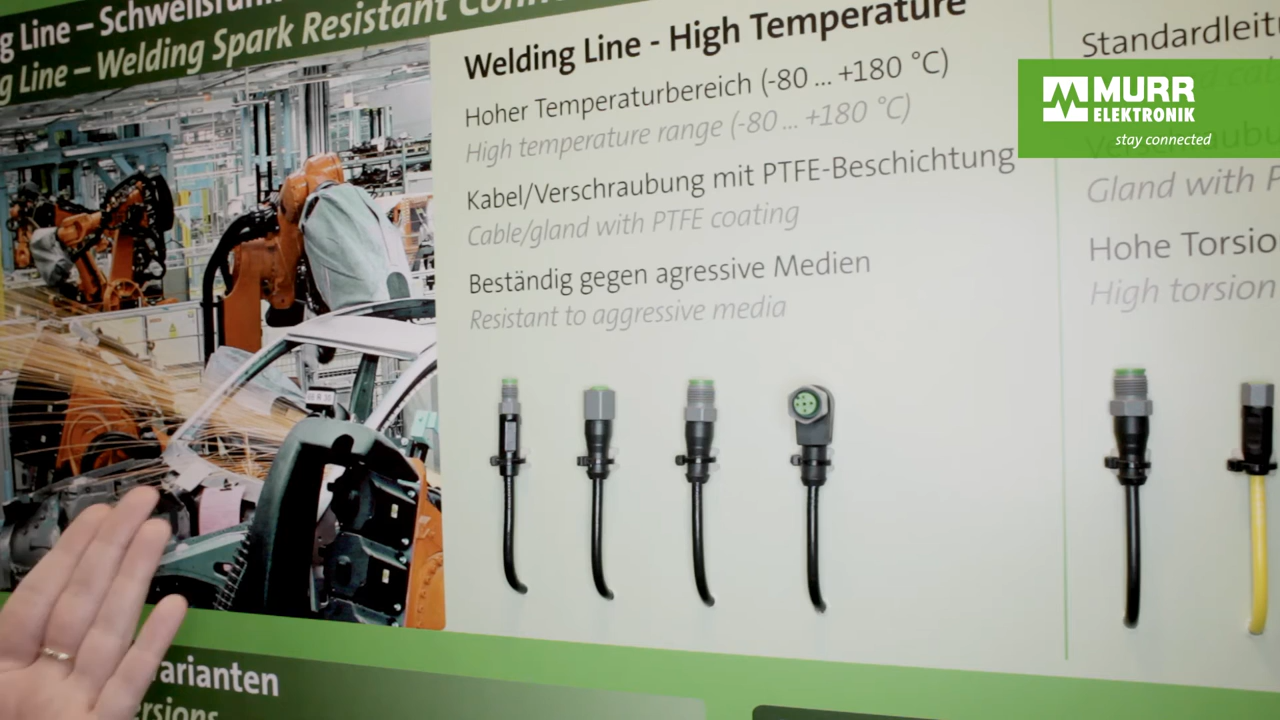 g Line – Schweißfunk
g Line – Welding Spark Resistant Conn
Welding Line - High Temperature
Hoher Temperaturbereich (-80 ... +180 °C)
High temperature range (-80 ... +180 °C)
Kabel/Verschraubung mit PTFE-Beschichtung
Cable/gland with PTFE coating
Beständig gegen agressive Medien
Resistant to aggressive media
Standardleit
Gland with P
Hohe Torsio
High torsion
MURR
ELEKTRONIK
stay connected
arianten
ersions